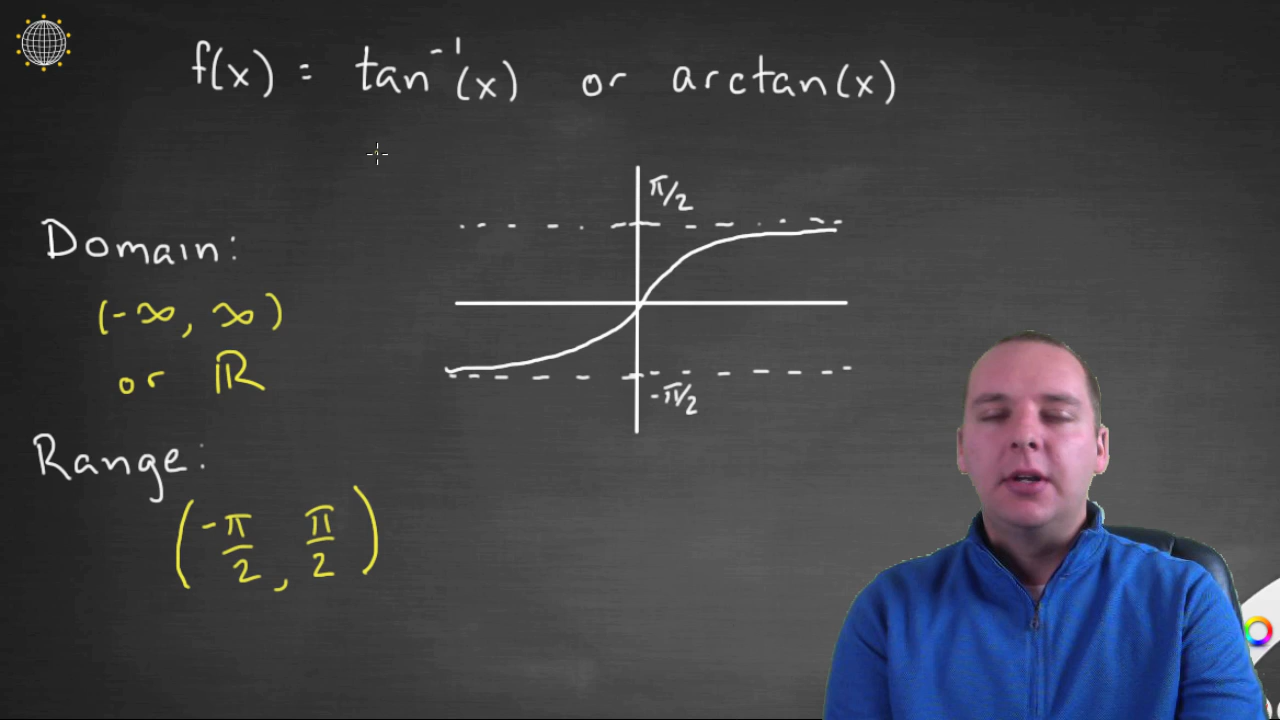 f(x) = tan⁻¹(x) or arctan(x)
π/2
-π/2
Domain:
(-∞, ∞)
or ℝ
Range:
(-π/2, π/2)